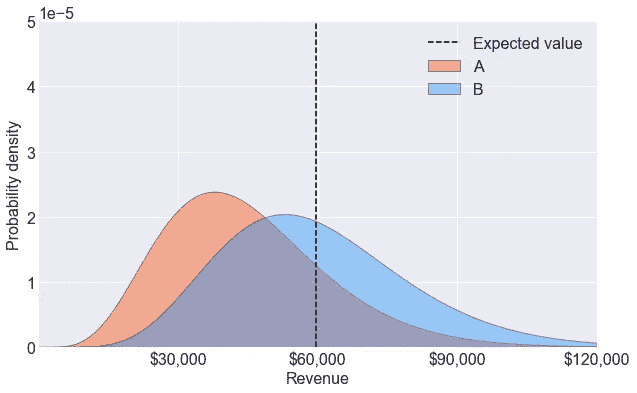 1e−5
5
4
3
2
1
0
Probability density
Expected value
A
B
$30,000 $60,000 $90,000 $120,000
Revenue